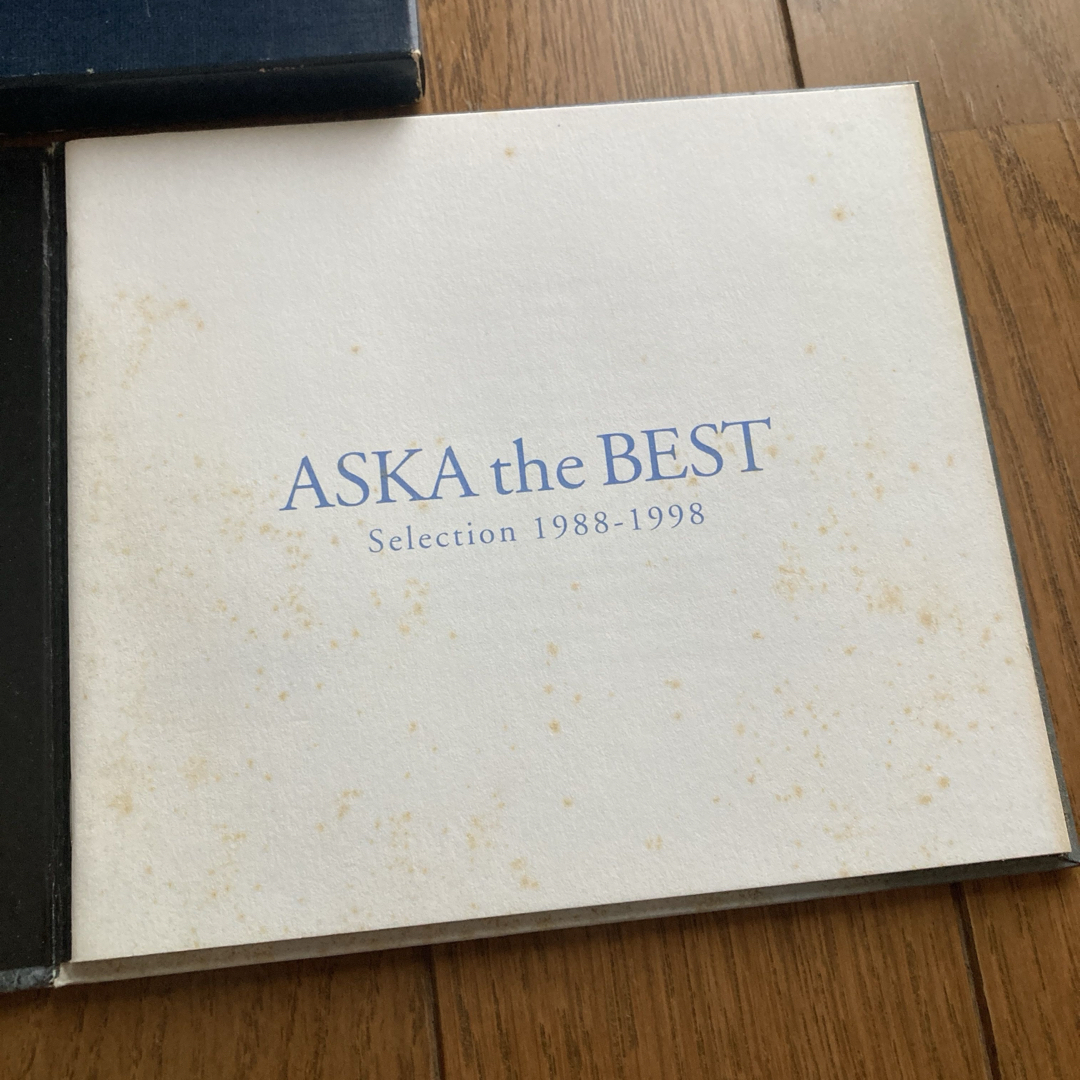 ASKA the BEST
Selection 1988-1998